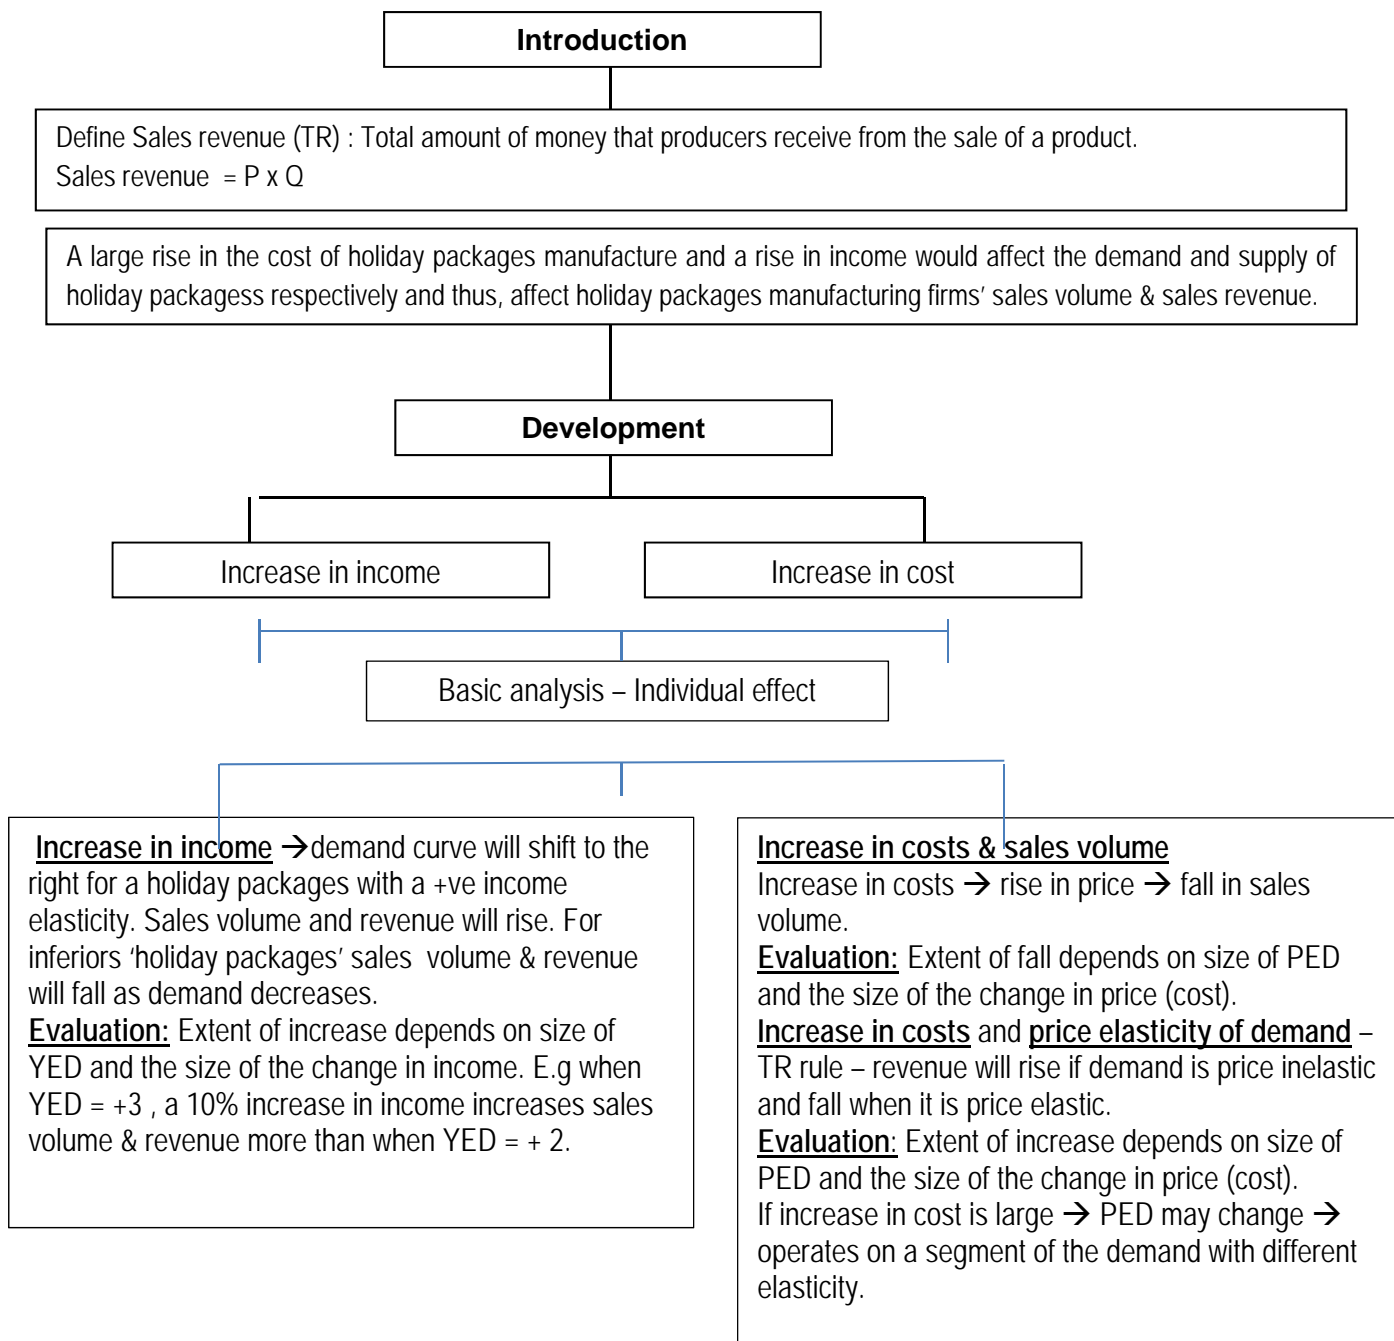 Introduction
Define Sales revenue (TR) : Total amount of money that producers receive from the sale of a product.
Sales revenue = P x Q
A large rise in the cost of holiday packages manufacture and a rise in income would affect the demand and supply of
holiday packagess respectively and thus, affect holiday packages manufacturing firms’ sales volume & sales revenue.
Development
Increase in income
Increase in cost
Basic analysis – Individual effect
Increase in income →demand curve will shift to the
right for a holiday packages with a +ve income
elasticity. Sales volume and revenue will rise. For
inferiors ‘holiday packages’ sales volume & revenue
will fall as demand decreases.
Evaluation: Extent of increase depends on size of
YED and the size of the change in income. E.g when
YED = +3 , a 10% increase in income increases sales
volume & revenue more than when YED = + 2.
Increase in costs & sales volume
Increase in costs → rise in price → fall in sales
volume.
Evaluation: Extent of fall depends on size of PED
and the size of the change in price (cost).
Increase in costs and price elasticity of demand –
TR rule – revenue will rise if demand is price inelastic
and fall when it is price elastic.
Evaluation: Extent of increase depends on size of
PED and the size of the change in price (cost).
If increase in cost is large → PED may change →
operates on a segment of the demand with different
elasticity.